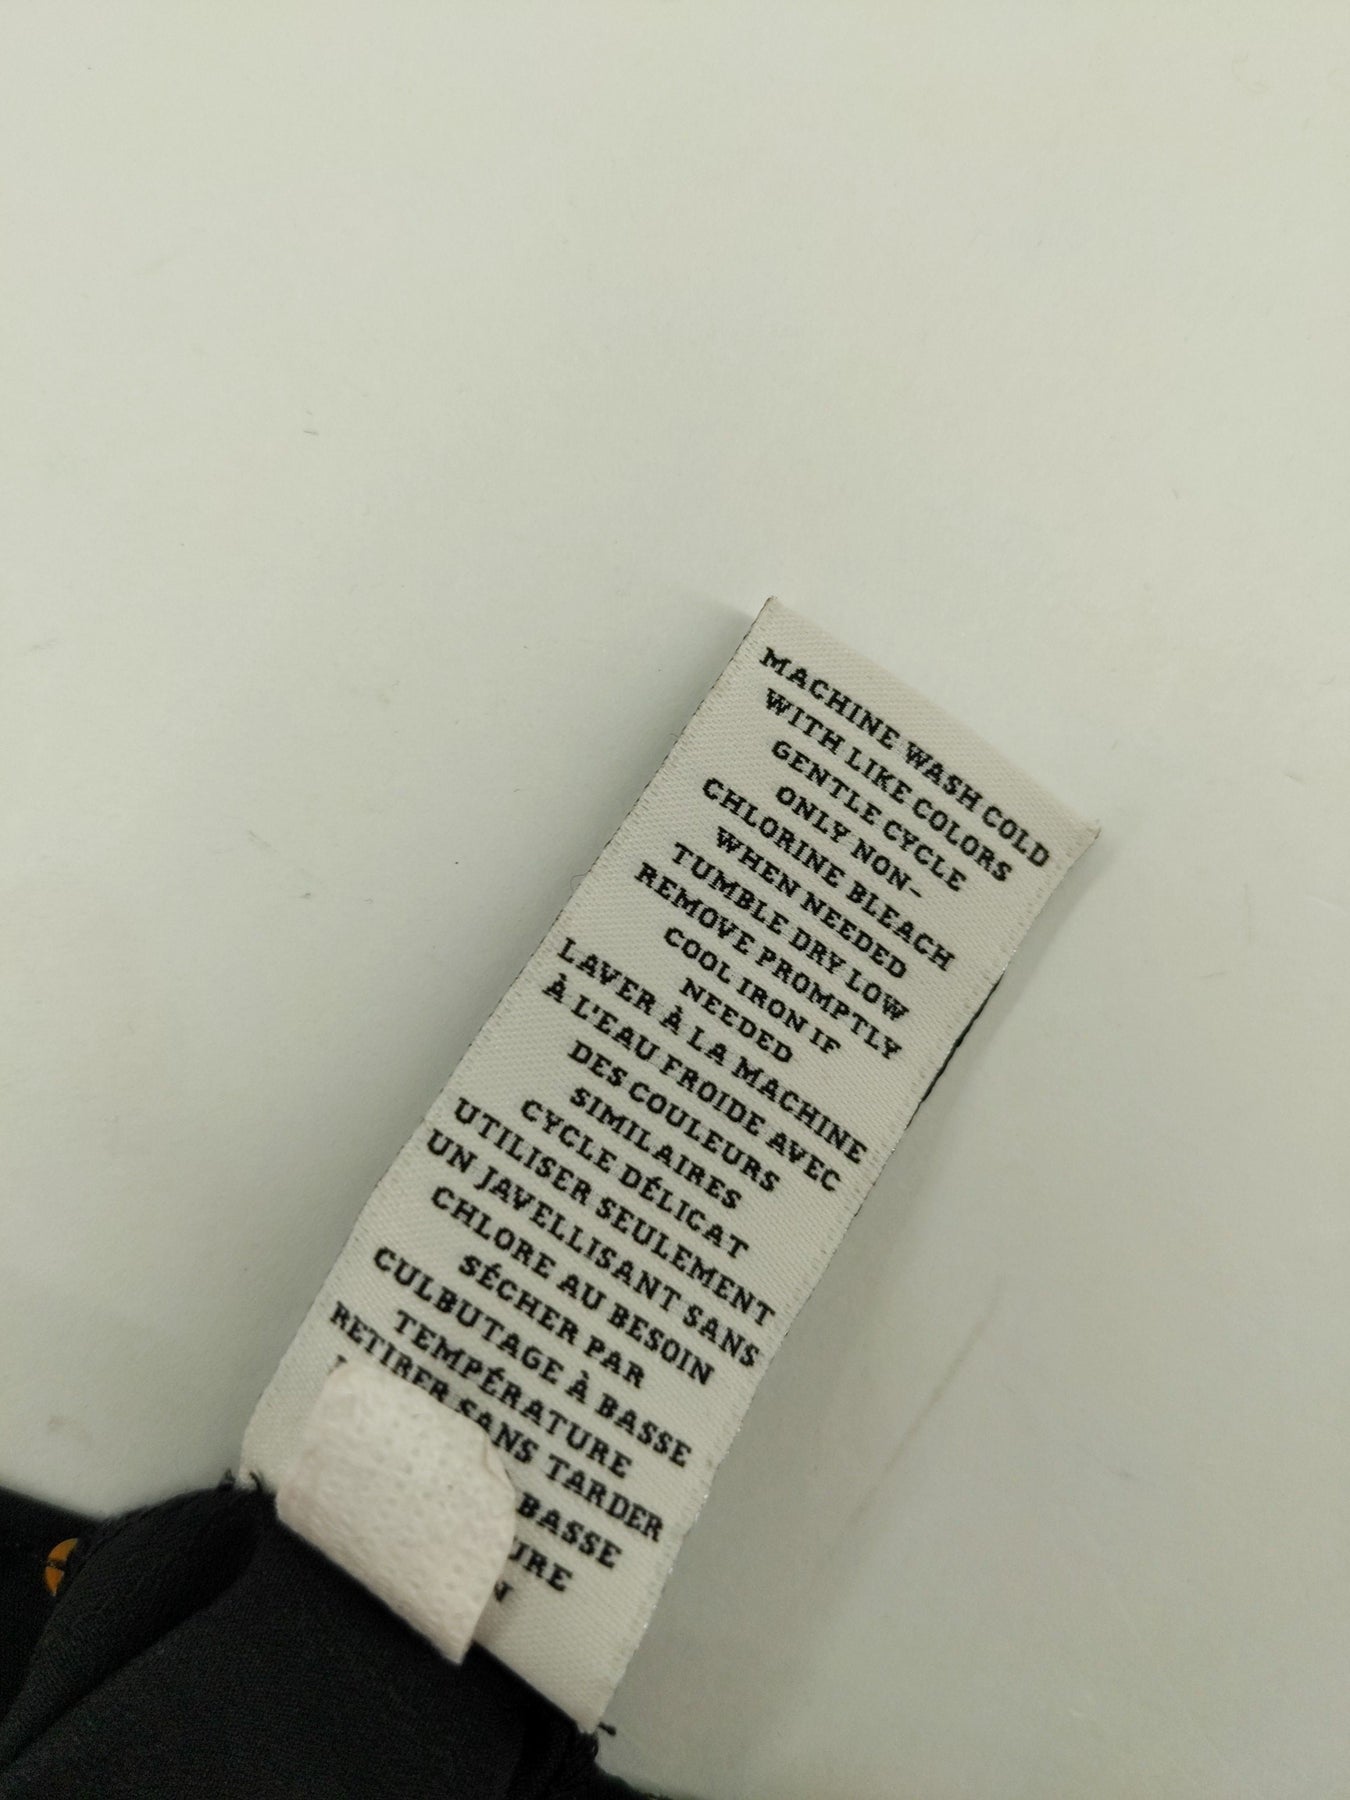 MACHINE WASH COLD
WITH LIKE COLORS
GENTLE CYCLE
ONLY NON-
CHLORINE BLEACH
WHEN NEEDED
TUMBLE DRY LOW
REMOVE PROMPTLY
COOL IRON IF
NEEDED
LAVER À LA MACHINE
À L'EAU FROIDE AVEC
DES COULEURS
SIMILAIRES
CYCLE DÉLICAT
UTILISER SEULEMENT
UN JAVELLISANT SANS
CHLORE AU BESOIN
SÉCHER PAR
CULBUTAGE À BASSE
TEMPÉRATURE
RETIRER SANS TARDER
BASSE